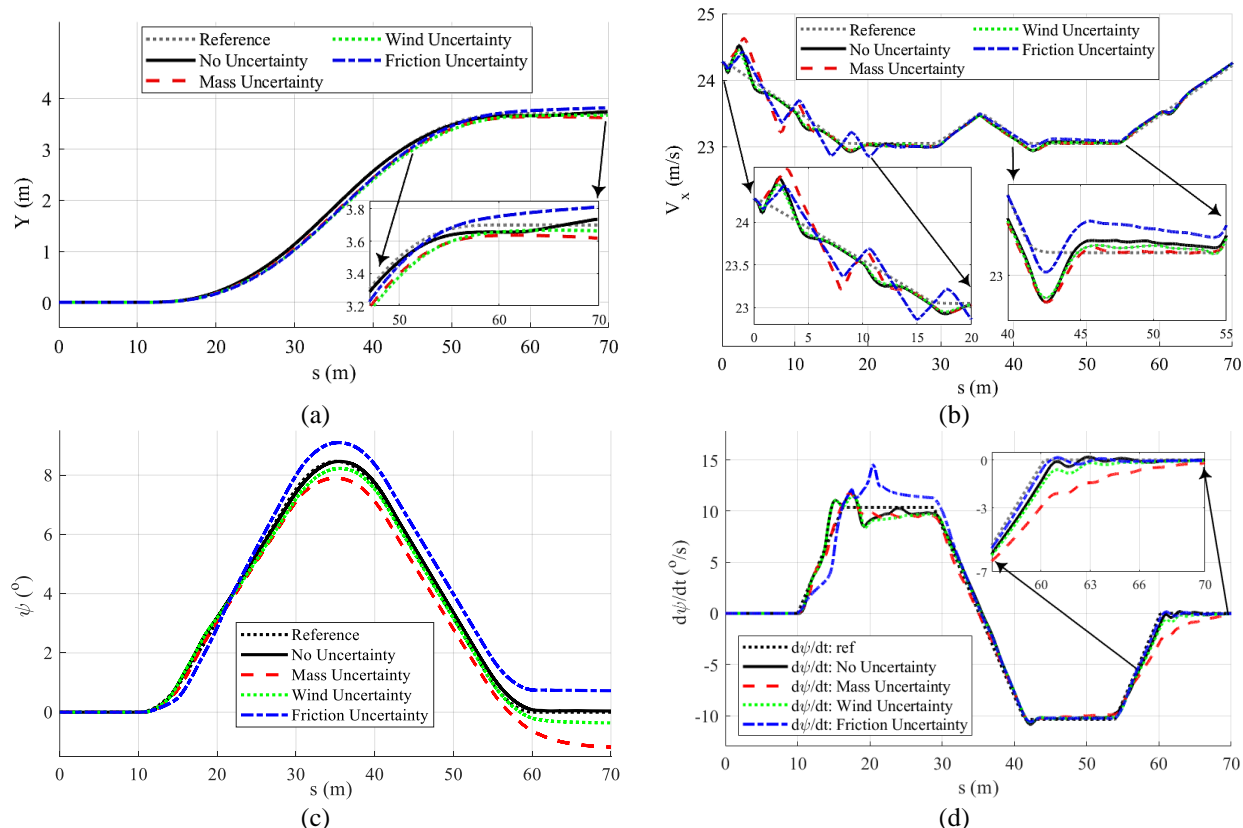 Reference
Wind Uncertainty
No Uncertainty
Friction Uncertainty
Mass Uncertainty
Y (m)
4
3
2
1
0
3.8
3.6
3.4
3.2
50
60
70
0
10
20
30
40
50
60
70
s (m)
(a)
25
24
23
V_x (m/s)
Reference
Wind Uncertainty
No Uncertainty
Friction Uncertainty
Mass Uncertainty
24
23.5
23
0
5
10
15
20
23
40
45
50
55
0
10
20
30
40
50
60
70
s (m)
(b)
8
6
4
2
0
ψ (°)
Reference
No Uncertainty
Mass Uncertainty
Wind Uncertainty
Friction Uncertainty
0
10
20
30
40
50
60
70
s (m)
(c)
15
10
5
0
-5
-10
dψ/dt (°/s)
0
-3
-7
60
63
66
70
dψ/dt: ref
dψ/dt: No Uncertainty
dψ/dt: Mass Uncertainty
dψ/dt: Wind Uncertainty
dψ/dt: Friction Uncertainty
0
10
20
30
40
50
60
70
s (m)
(d)